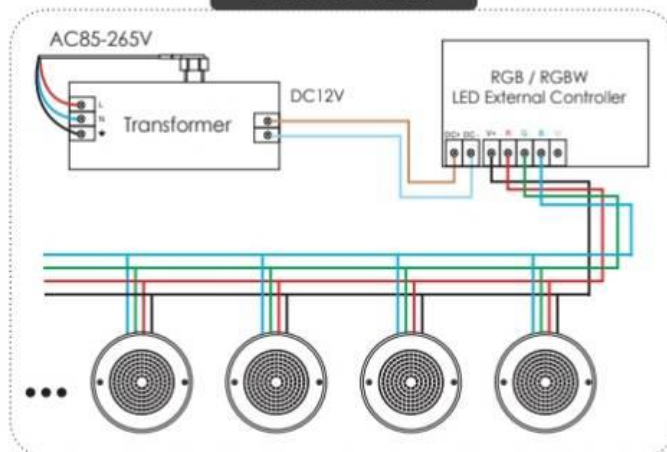 AC85-265V
L
N
Transformer
DC12V
RGB / RGBW
LED External Controller
DC+ DC- V+ R G B W